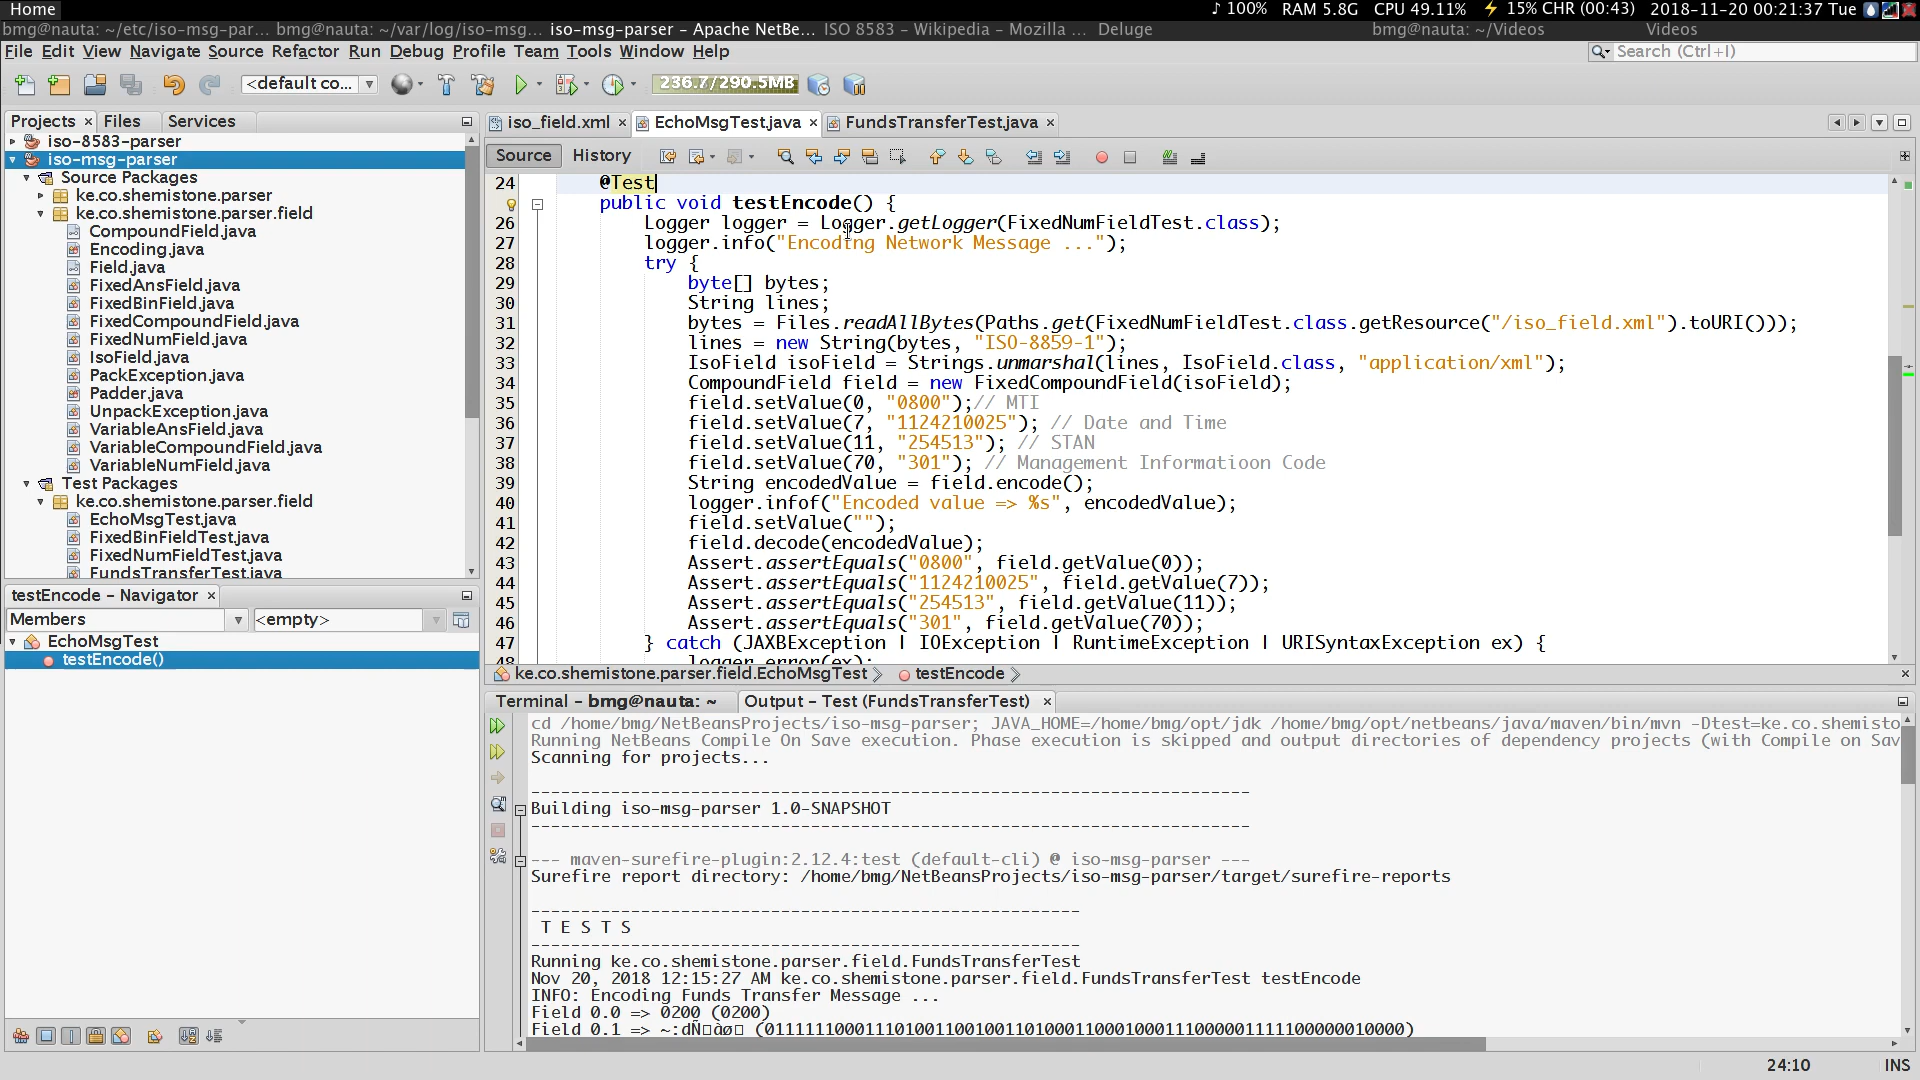 Home
♪ 100% RAM 5.8G CPU 49.11% ⚡ 15% CHR (00:43) 2018-11-20 00:21:37 Tue
bmg@nauta: ~/etc/iso-msg-par... bmg@nauta: ~/var/log/iso-msg... iso-msg-parser - Apache NetBe... ISO 8583 - Wikipedia - Mozilla ... Deluge bmg@nauta: ~/Videos Videos
File Edit View Navigate Source Refactor Run Debug Profile Team Tools Window Help
Search (Ctrl+I)
<default co... 236.7/290.5MB
Projects Files Services
iso-8583-parser
iso-msg-parser
Source Packages
ke.co.shemistone.parser
ke.co.shemistone.parser.field
CompoundField.java
Encoding.java
Field.java
FixedAnsField.java
FixedBinField.java
FixedCompoundField.java
FixedNumField.java
IsoField.java
PackException.java
Padder.java
UnpackException.java
VariableAnsField.java
VariableCompoundField.java
VariableNumField.java
Test Packages
ke.co.shemistone.parser.field
EchoMsgTest.java
FixedBinFieldTest.java
FixedNumFieldTest.java
FundsTransferTest.java
testEncode - Navigator
Members <empty>
EchoMsgTest
testEncode()
iso_field.xml EchoMsgTest.java FundsTransferTest.java
Source History
24 @Test
public void testEncode() {
26 Logger logger = Logger.getLogger(FixedNumFieldTest.class);
27 logger.info("Encoding Network Message ...");
28 try {
29 byte[] bytes;
30 String lines;
31 bytes = Files.readAllBytes(Paths.get(FixedNumFieldTest.class.getResource("/iso_field.xml").toURI()));
32 lines = new String(bytes, "ISO-8859-1");
33 IsoField isoField = Strings.unmarshal(lines, IsoField.class, "application/xml");
34 CompoundField field = new FixedCompoundField(isoField);
35 field.setValue(0, "0800");// MTI
36 field.setValue(7, "1124210025"); // Date and Time
37 field.setValue(11, "254513"); // STAN
38 field.setValue(70, "301"); // Management Informatioon Code
39 String encodedValue = field.encode();
40 logger.infof("Encoded value => %s", encodedValue);
41 field.setValue("");
42 field.decode(encodedValue);
43 Assert.assertEquals("0800", field.getValue(0));
44 Assert.assertEquals("1124210025", field.getValue(7));
45 Assert.assertEquals("254513", field.getValue(11));
46 Assert.assertEquals("301", field.getValue(70));
47 } catch (JAXBException | IOException | RuntimeException | URISyntaxException ex) {
48 logger.error(ex);
ke.co.shemistone.parser.field.EchoMsgTest testEncode
Terminal - bmg@nauta: ~ Output - Test (FundsTransferTest)
cd /home/bmg/NetBeansProjects/iso-msg-parser; JAVA_HOME=/home/bmg/opt/jdk /home/bmg/opt/netbeans/java/maven/bin/mvn -Dtest=ke.co.shemisto
Running NetBeans Compile On Save execution. Phase execution is skipped and output directories of dependency projects (with Compile on Sav
Scanning for projects...
------------------------------------------------------------------------
Building iso-msg-parser 1.0-SNAPSHOT
------------------------------------------------------------------------
--- maven-surefire-plugin:2.12.4:test (default-cli) @ iso-msg-parser ---
Surefire report directory: /home/bmg/NetBeansProjects/iso-msg-parser/target/surefire-reports
-------------------------------------------------------
T E S T S
-------------------------------------------------------
Running ke.co.shemistone.parser.field.FundsTransferTest
Nov 20, 2018 12:15:27 AM ke.co.shemistone.parser.field.FundsTransferTest testEncode
INFO: Encoding Funds Transfer Message ...
Field 0.0 => 0200 (0200)
Field 0.1 =>
24:10 INS